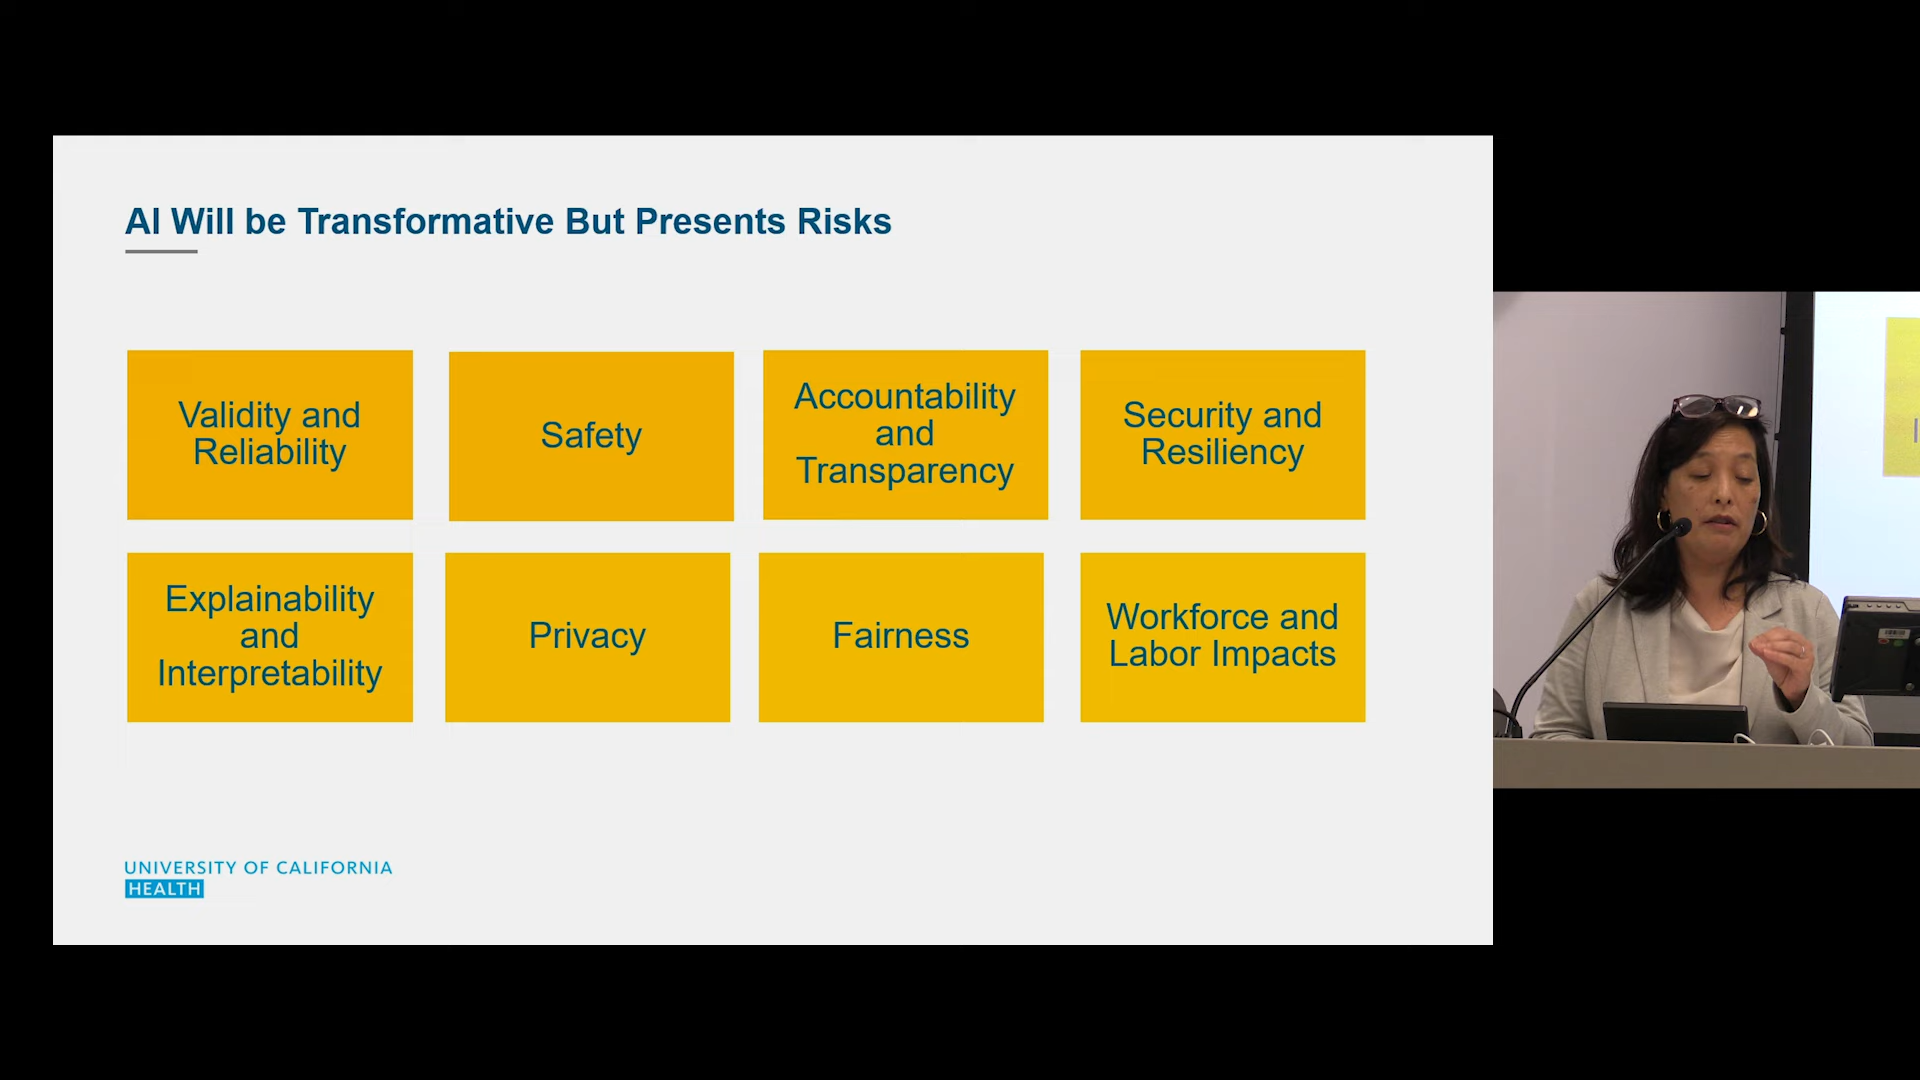 AI Will be Transformative But Presents Risks
Validity and
Reliability
Safety
Accountability
and
Transparency
Security and
Resiliency
Explainability
and
Interpretability
Privacy
Fairness
Workforce and
Labor Impacts
UNIVERSITY OF CALIFORNIA
HEALTH